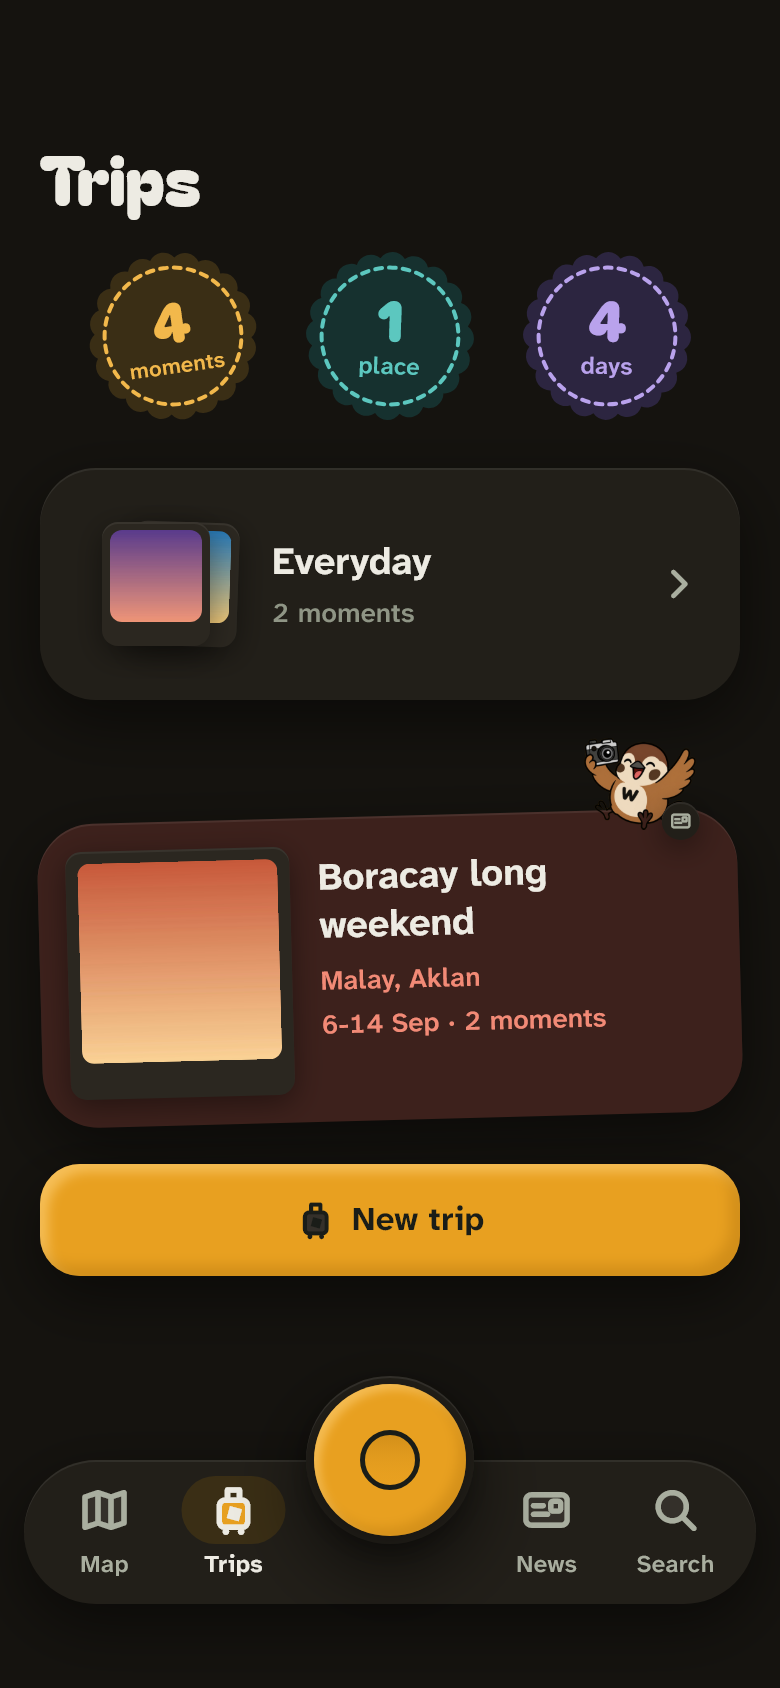 Trips
4
moments
1
place
4
days
Everyday
2 moments
W
Boracay long
weekend
Malay, Aklan
6-14 Sep · 2 moments
New trip
Map
Trips
News
Search